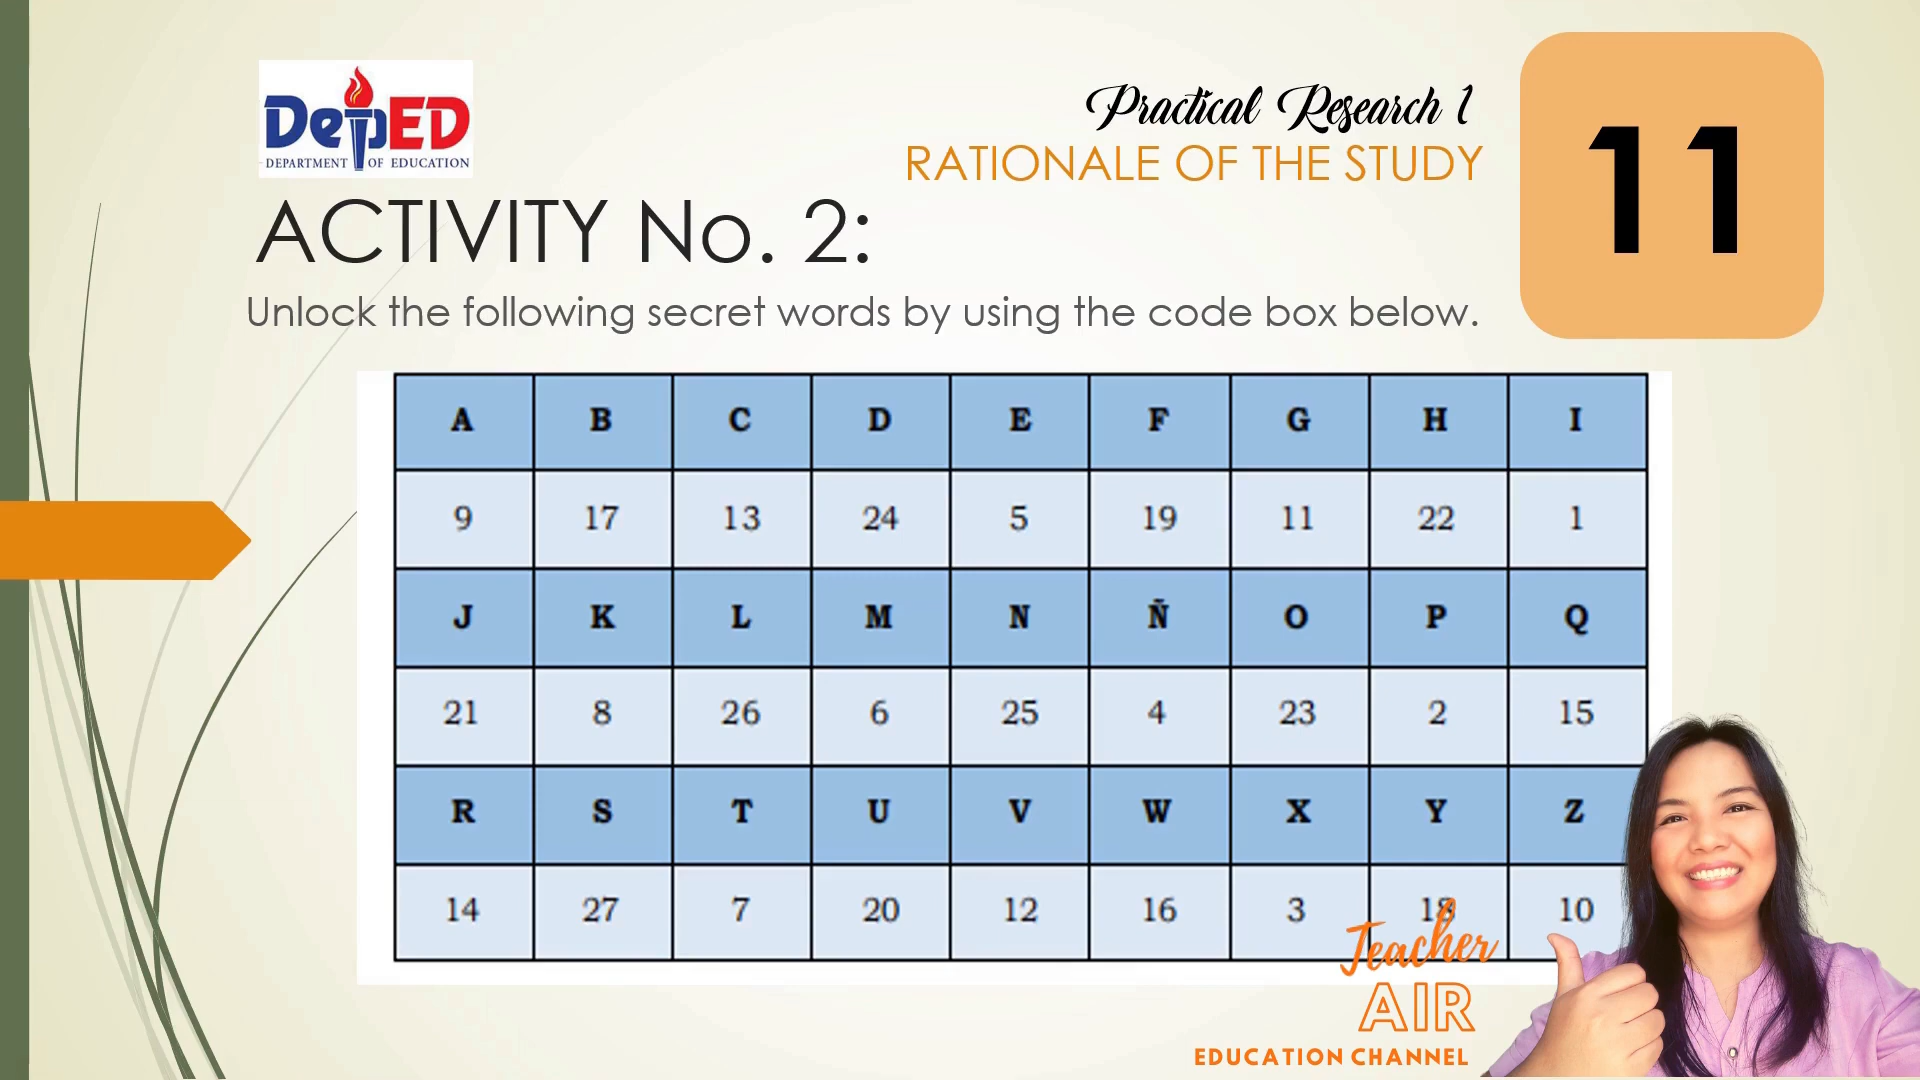 DepED
DEPARTMENT OF EDUCATION
Practical Research 1
RATIONALE OF THE STUDY
11
ACTIVITY No. 2:
Unlock the following secret words by using the code box below.
A B C D E F G H I
9 17 13 24 5 19 11 22 1
J K L M N Ñ O P Q
21 8 26 6 25 4 23 2 15
R S T U V W X Y Z
14 27 7 20 12 16 3 18 10
Teacher
AIR
EDUCATION CHANNEL